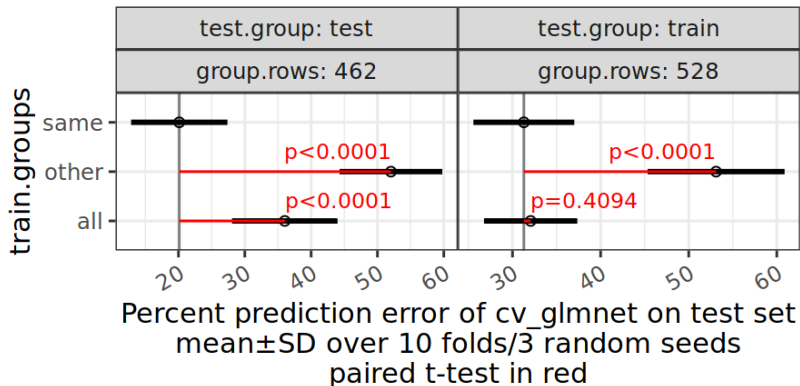 test.group: test
test.group: train
group.rows: 462
group.rows: 528
train.groups
same
other
all
p<0.0001
p<0.0001
p<0.0001
p=0.4094
20
30
40
50
60
30
40
50
60
Percent prediction error of cv_glmnet on test set
mean±SD over 10 folds/3 random seeds
paired t-test in red